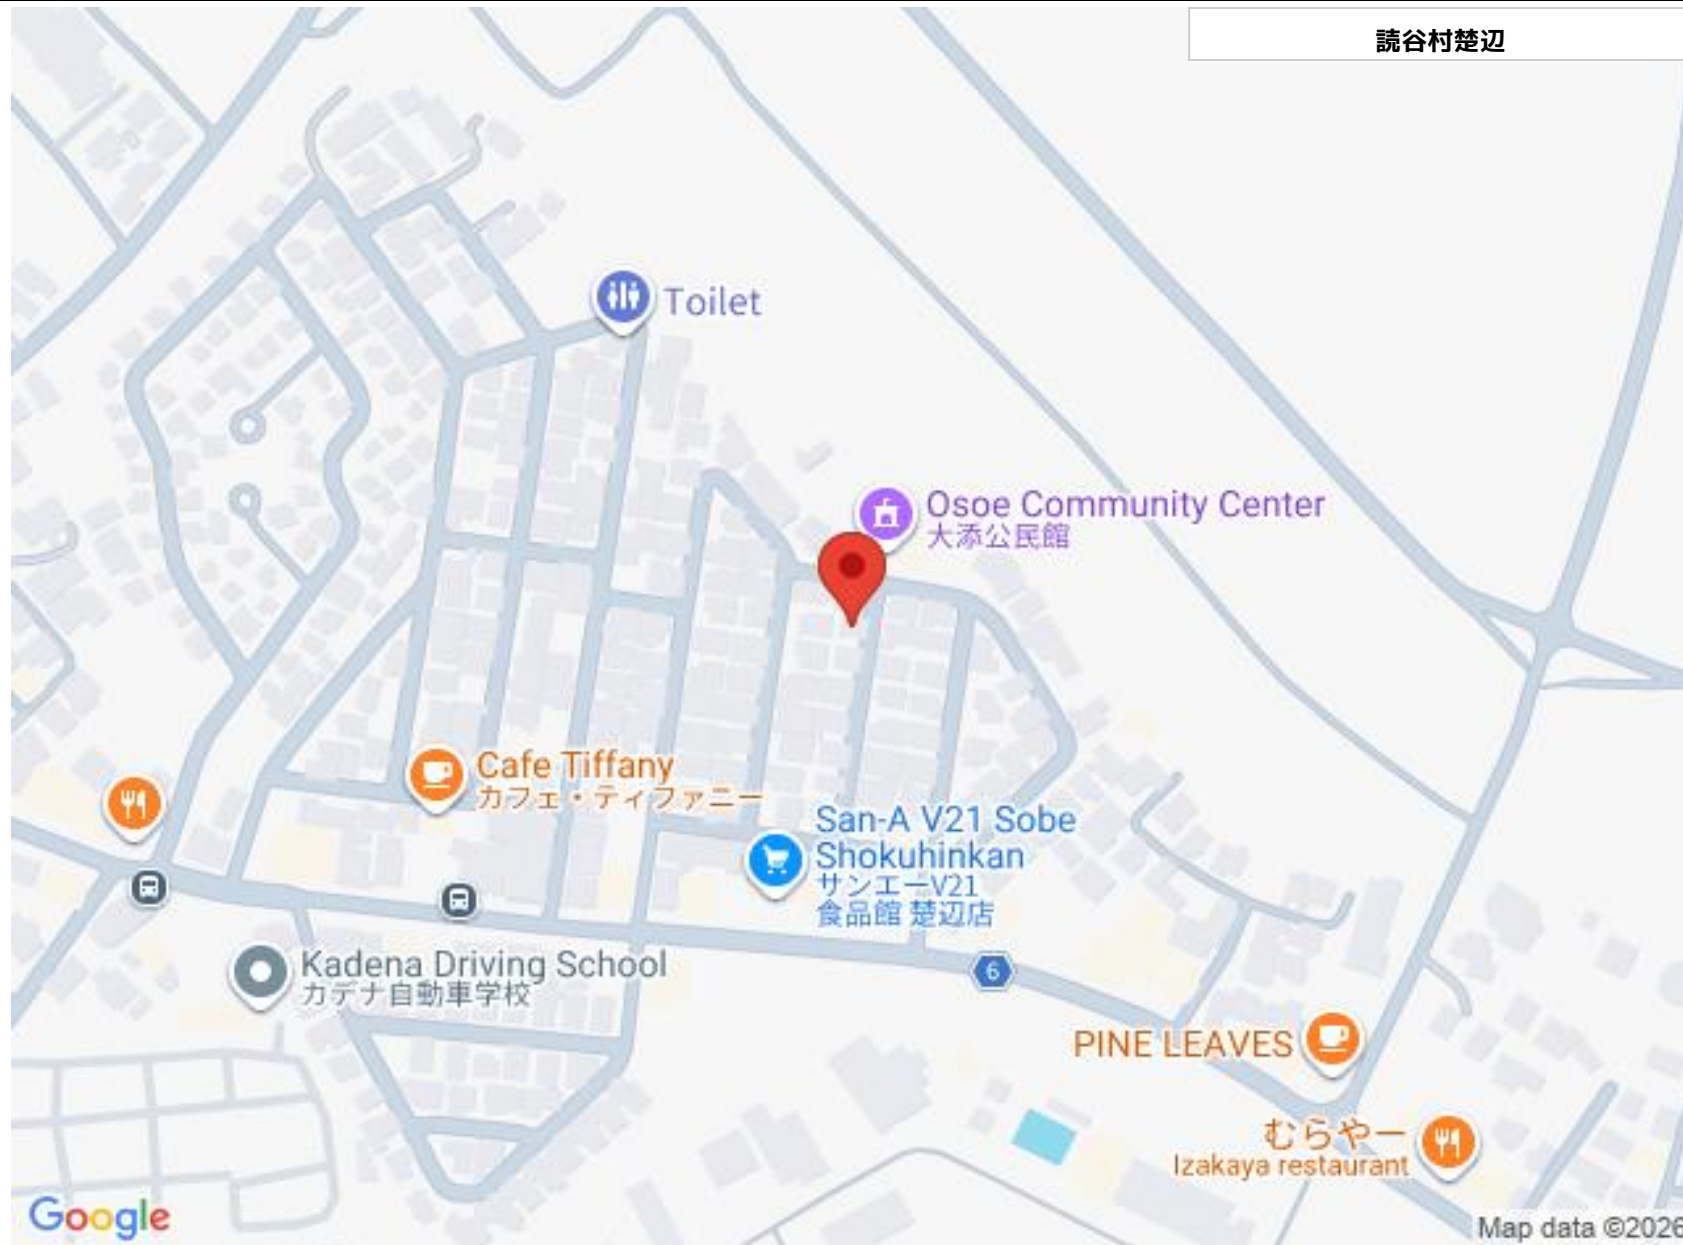 読谷村楚辺
Toilet
Osoe Community Center
大添公民館
Cafe Tiffany
カフェ・ティファニー
San-A V21 Sobe
Shokuhinkan
サンエーV21
食品館 楚辺店
Kadena Driving School
カデナ自動車学校
6
PINE LEAVES
むらやー
Izakaya restaurant
Google
Map data ©2026